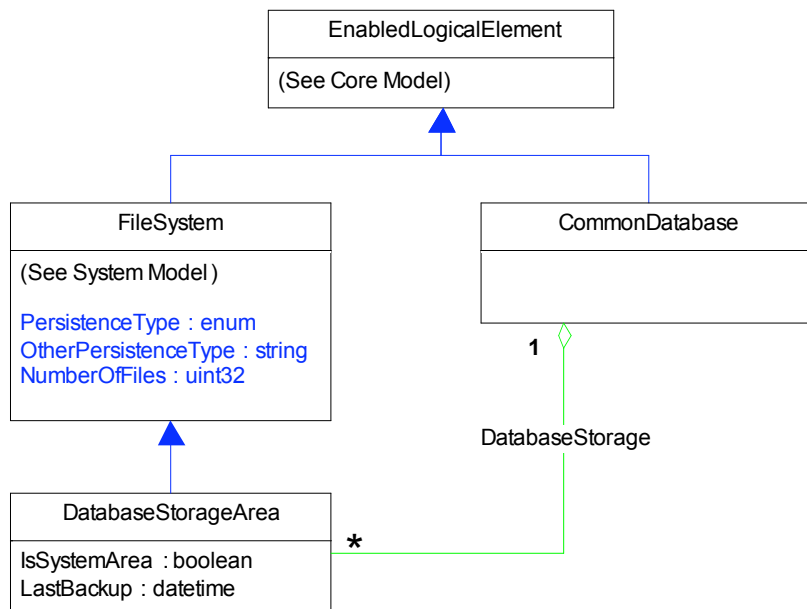 EnabledLogicalElement
(See Core Model)
FileSystem
(See System Model)
PersistenceType : enum
OtherPersistenceType : string
NumberOfFiles : uint32
CommonDatabase
1
DatabaseStorage
DatabaseStorageArea
IsSystemArea : boolean
LastBackup : datetime
*